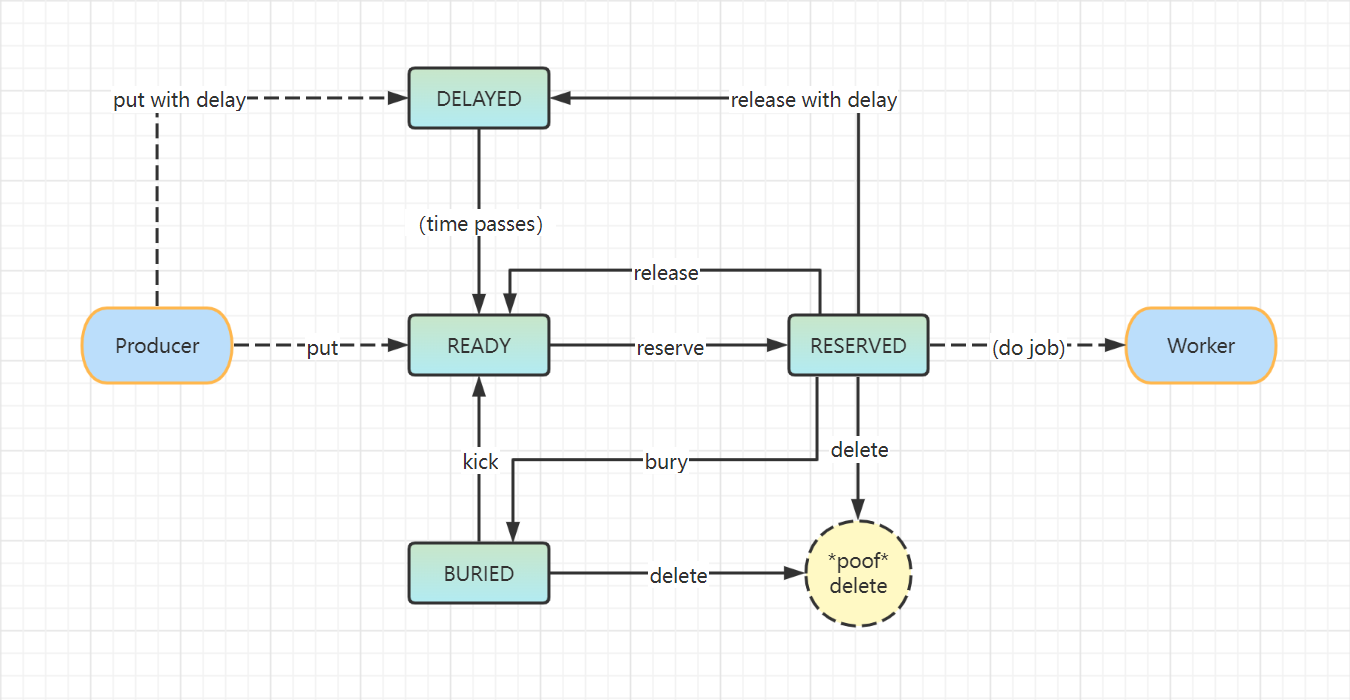 put with delay
DELAYED
release with delay
(time passes)
release
Producer
put
READY
reserve
RESERVED
(do job)
Worker
kick
bury
delete
BURIED
delete
*poof*
delete